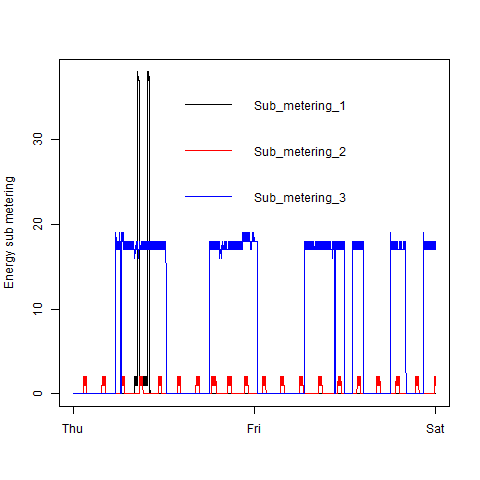 Energy sub metering
30
20
10
0
Sub_metering_1
Sub_metering_2
Sub_metering_3
Thu
Fri
Sat